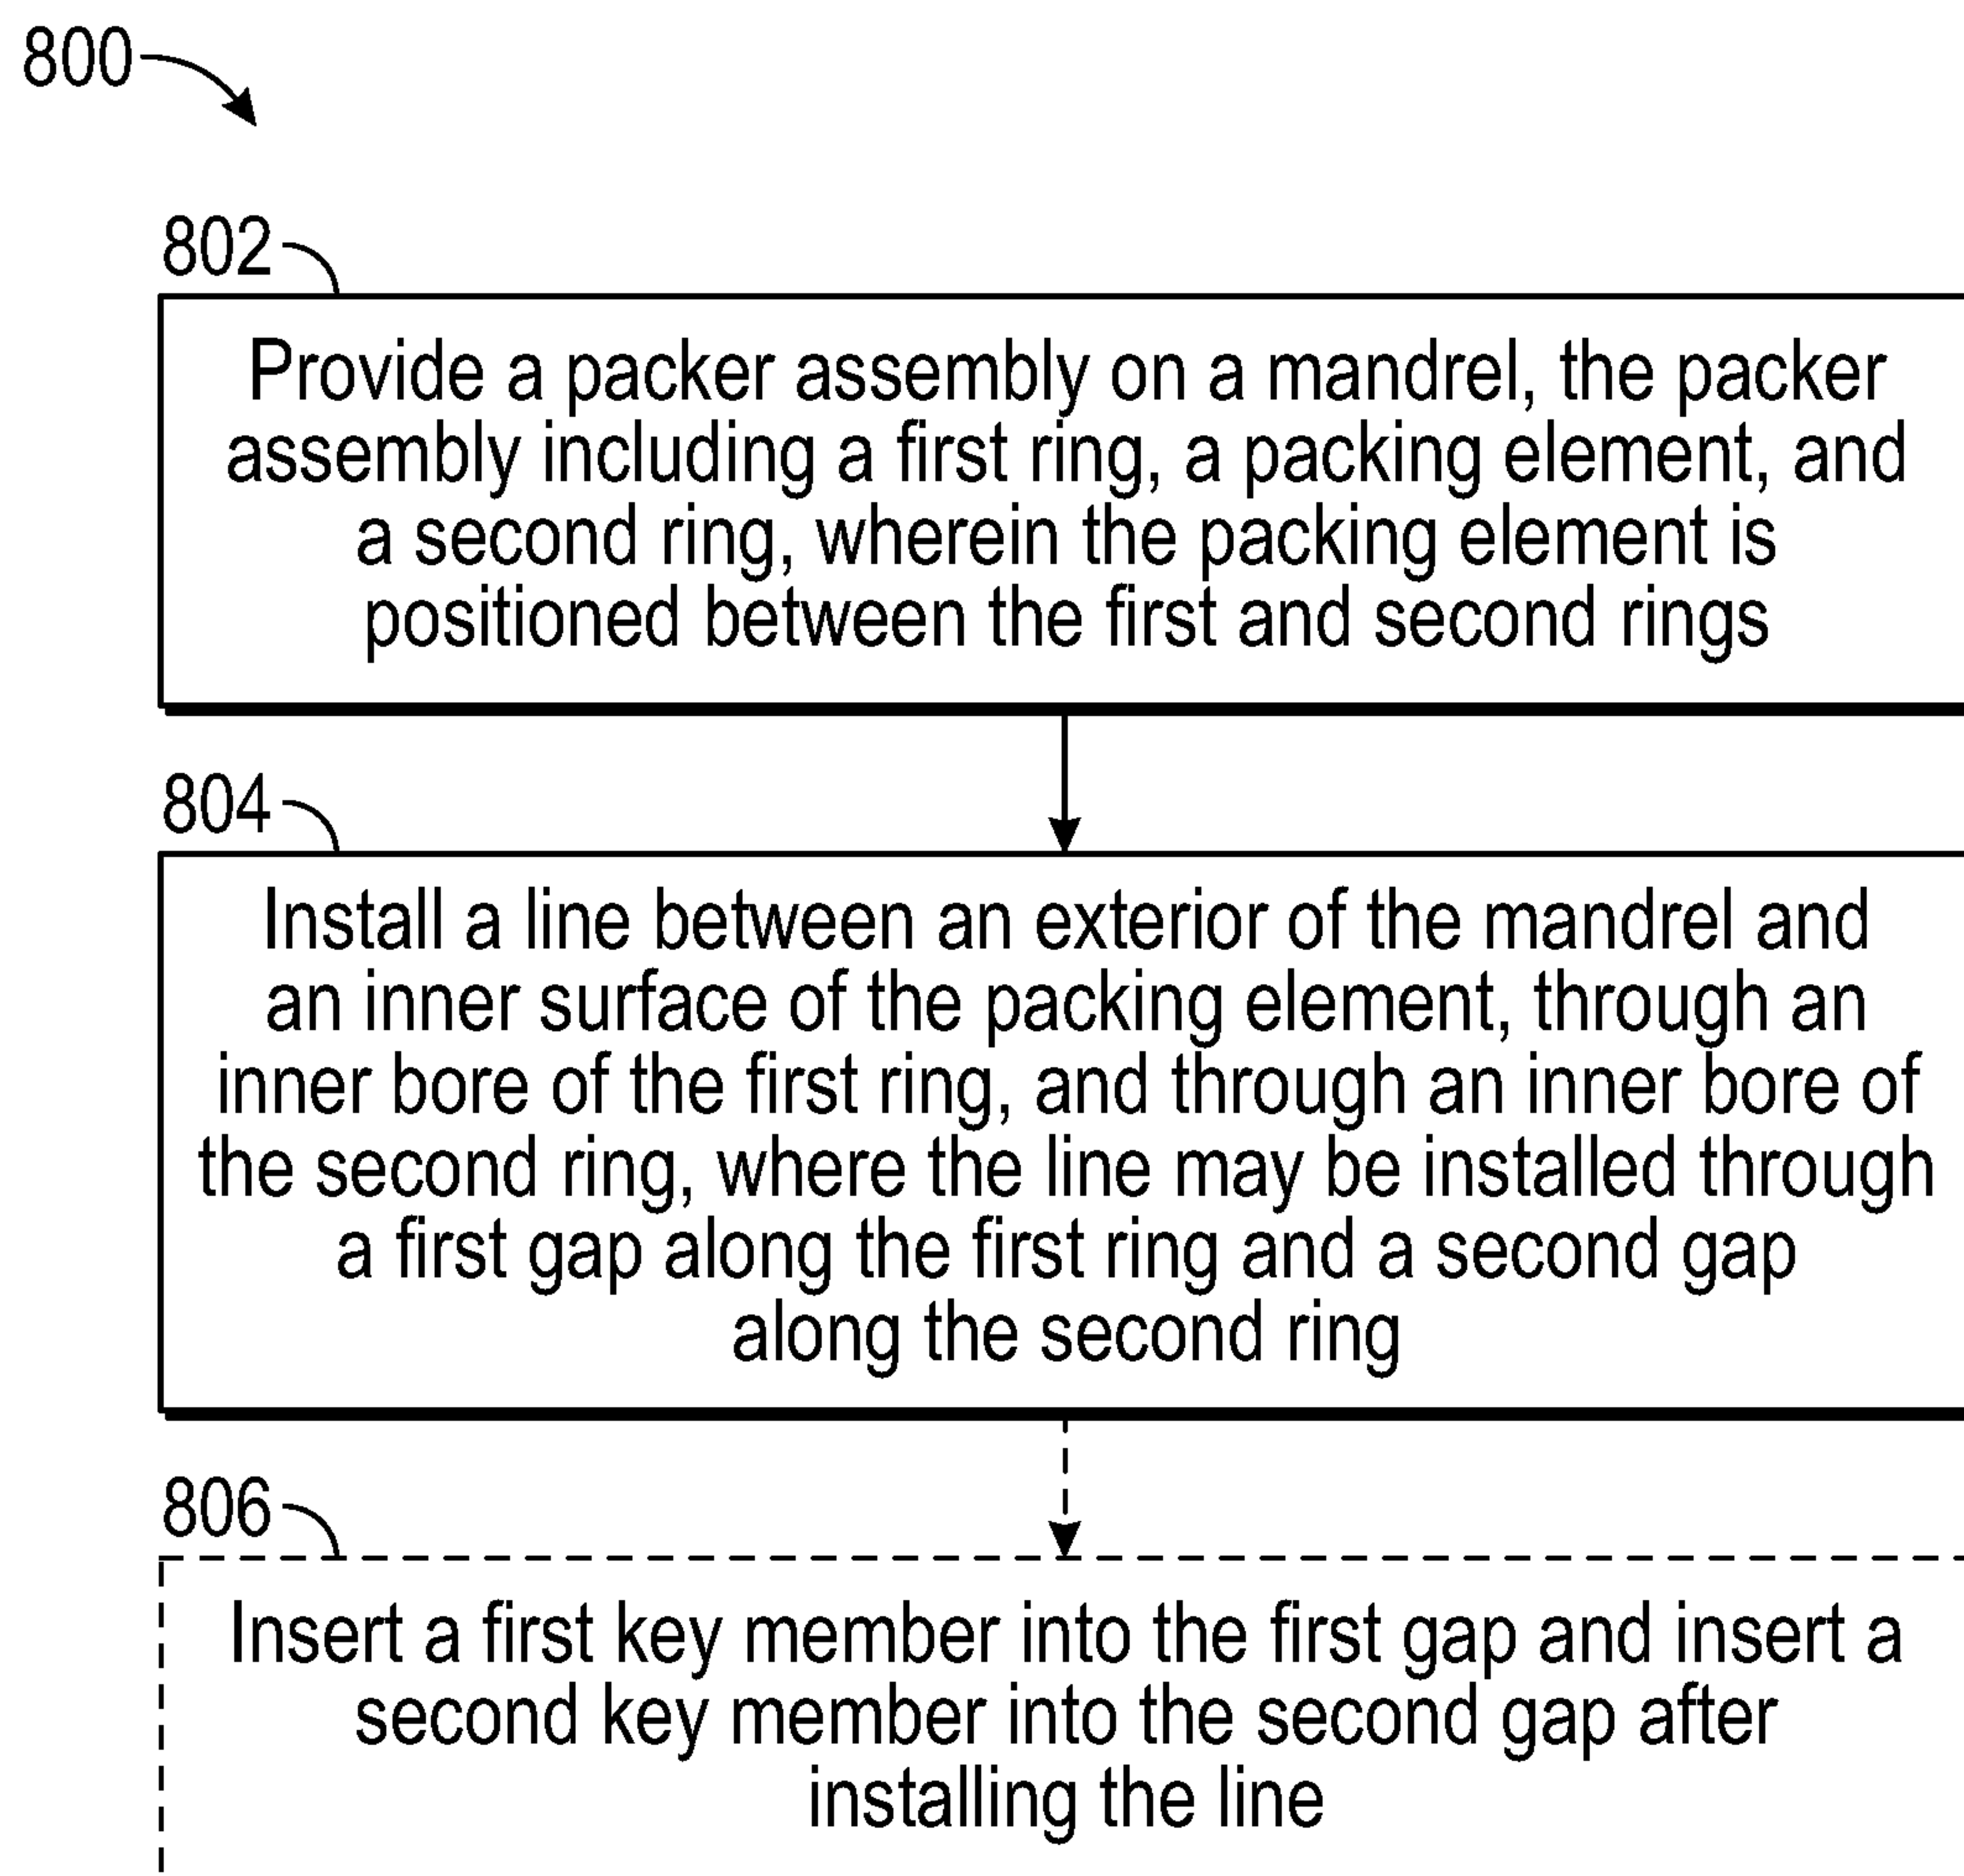 800
802
Provide a packer assembly on a mandrel, the packer
assembly including a first ring, a packing element, and
a second ring, wherein the packing element is
positioned between the first and second rings
804
Install a line between an exterior of the mandrel and
an inner surface of the packing element, through an
inner bore of the first ring, and through an inner bore of
the second ring, where the line may be installed through
a first gap along the first ring and a second gap
along the second ring
806
Insert a first key member into the first gap and insert a
second key member into the second gap after
installing the line